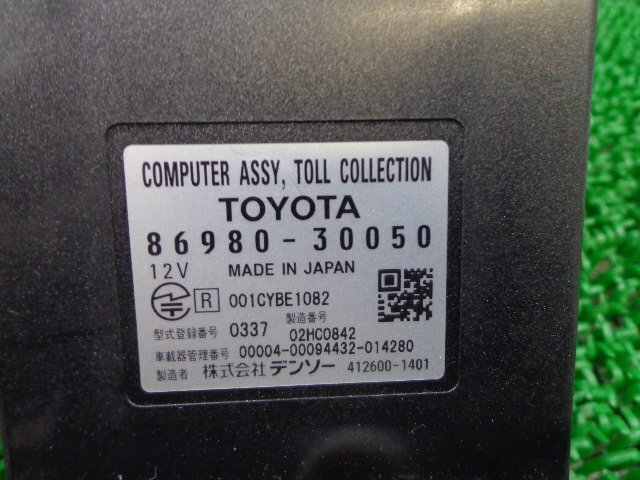 COMPUTER ASSY, TOLL COLLECTION
TOYOTA
86980-30050
12V MADE IN JAPAN
R 001CYBE1082
型式登録番号 0337 製造番号 02HC0842
車載器管理番号 00004-00094432-014280
製造者 株式会社デンソー 412600-1401